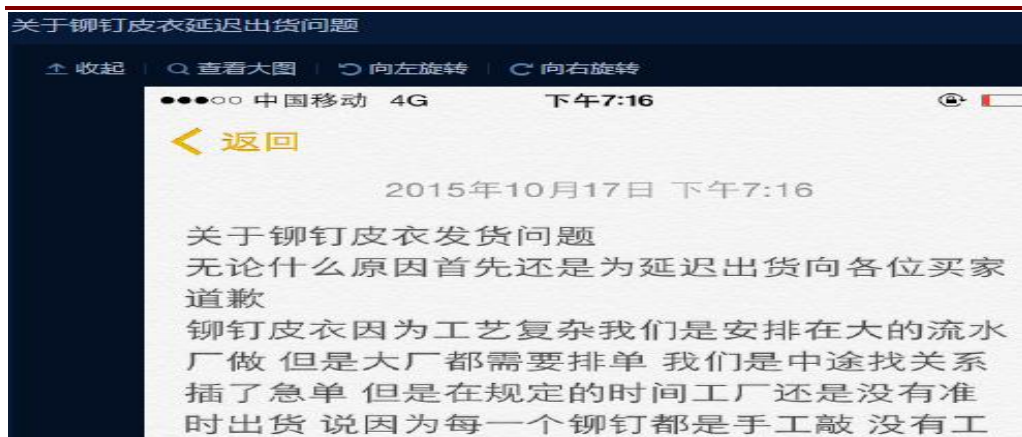 关于铆钉皮衣延迟出货问题
收起 查看大图 向左旋转 向右旋转
中国移动 4G 下午7:16
返回
2015年10月17日 下午7:16
关于铆钉皮衣发货问题
无论什么原因首先还是为延迟出货向各位买家
道歉
铆钉皮衣因为工艺复杂我们是安排在大的流水
厂做 但是大厂都需要排单 我们是中途找关系
插了急单 但是在规定的时间工厂还是没有准
时出货 说因为每一个铆钉都是手工敲 没有工